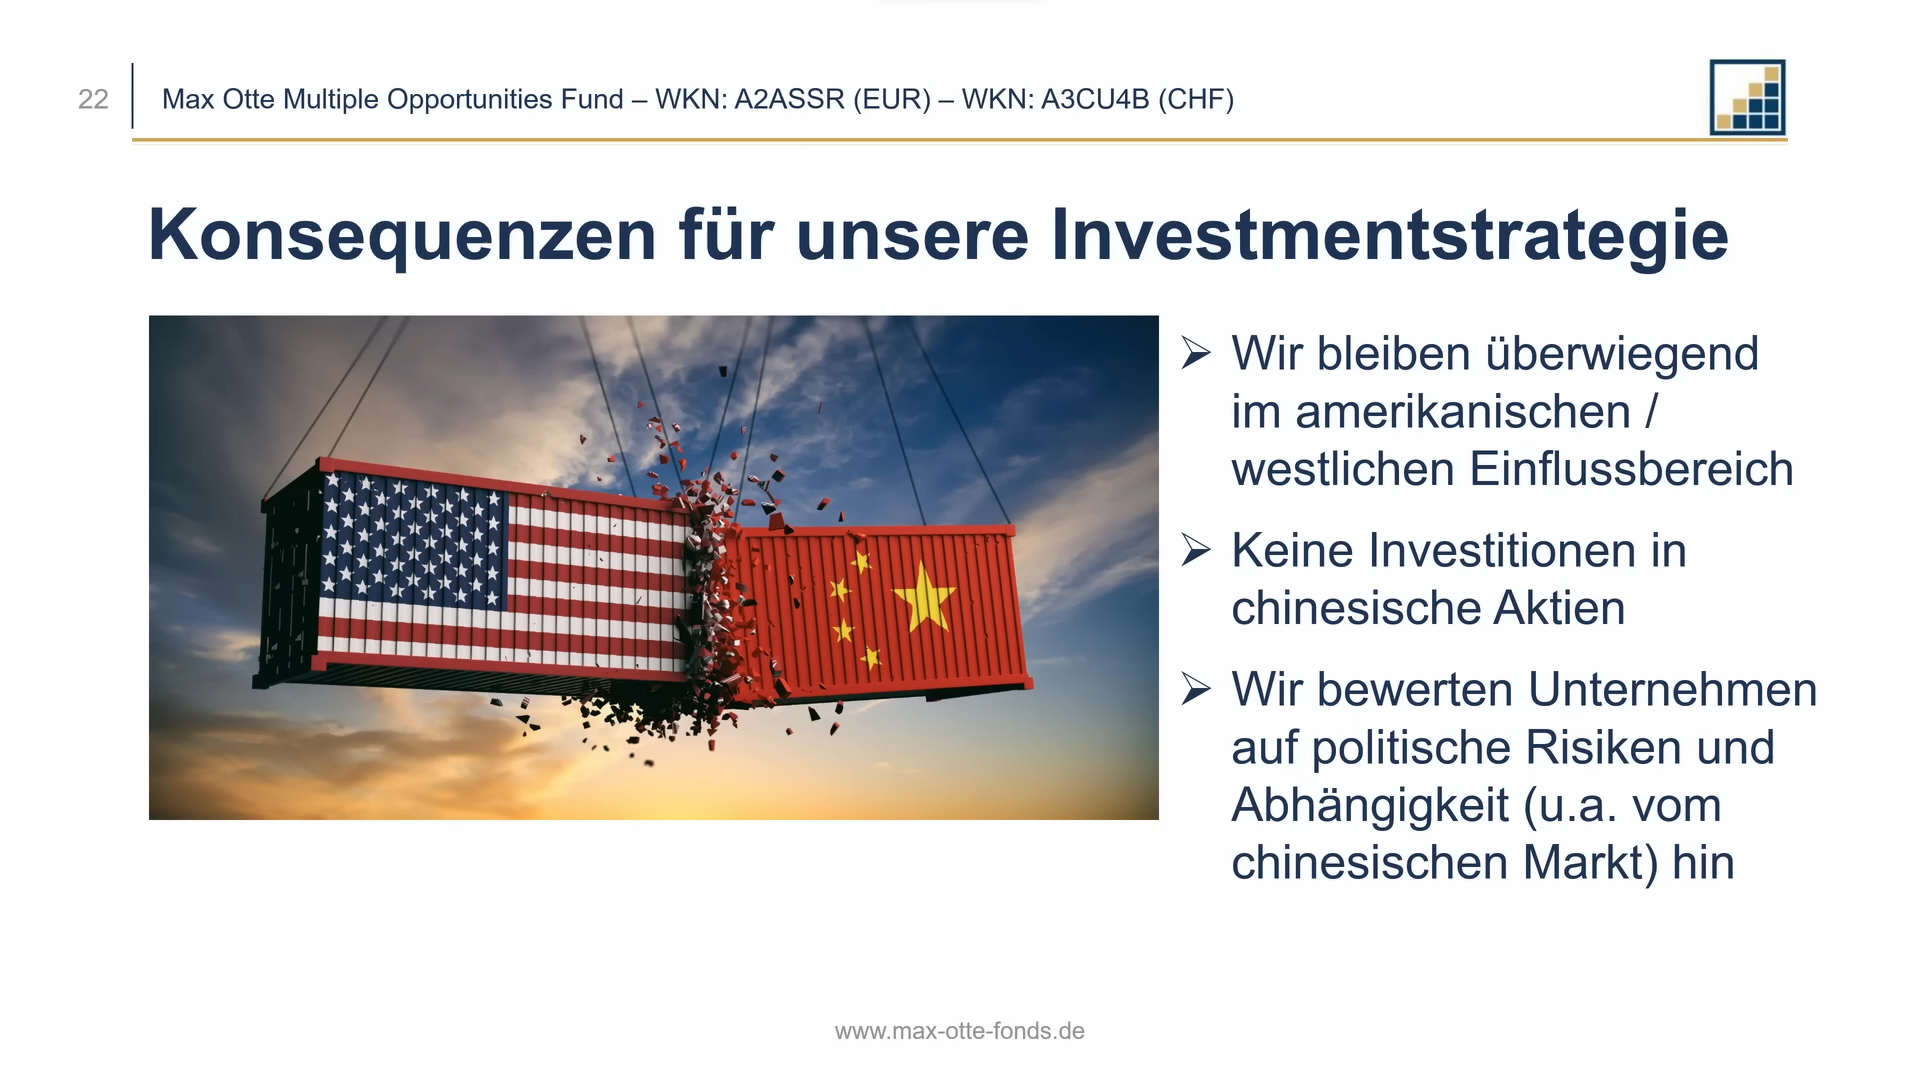 22
Max Otte Multiple Opportunities Fund – WKN: A2ASSR (EUR) – WKN: A3CU4B (CHF)
Konsequenzen für unsere Investmentstrategie
➢ Wir bleiben überwiegend
im amerikanischen /
westlichen Einflussbereich
➢ Keine Investitionen in
chinesische Aktien
➢ Wir bewerten Unternehmen
auf politische Risiken und
Abhängigkeit (u.a. vom
chinesischen Markt) hin
www.max-otte-fonds.de